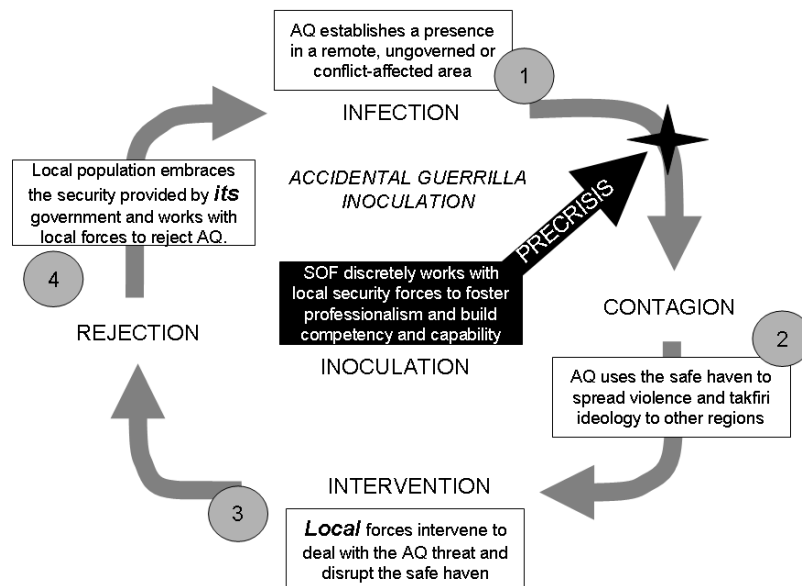 AQ establishes a presence
in a remote, ungoverned or
conflict-affected area
1
INFECTION
ACCIDENTAL GUERRILLA
INOCULATION
PRECRISIS
SOF discretely works with
local security forces to foster
professionalism and build
competency and capability
INOCULATION
CONTAGION
2
AQ uses the safe haven to
spread violence and takfiri
ideology to other regions
INTERVENTION
3
Local forces intervene to
deal with the AQ threat and
disrupt the safe haven
Local population embraces
the security provided by its
government and works with
local forces to reject AQ.
4
REJECTION